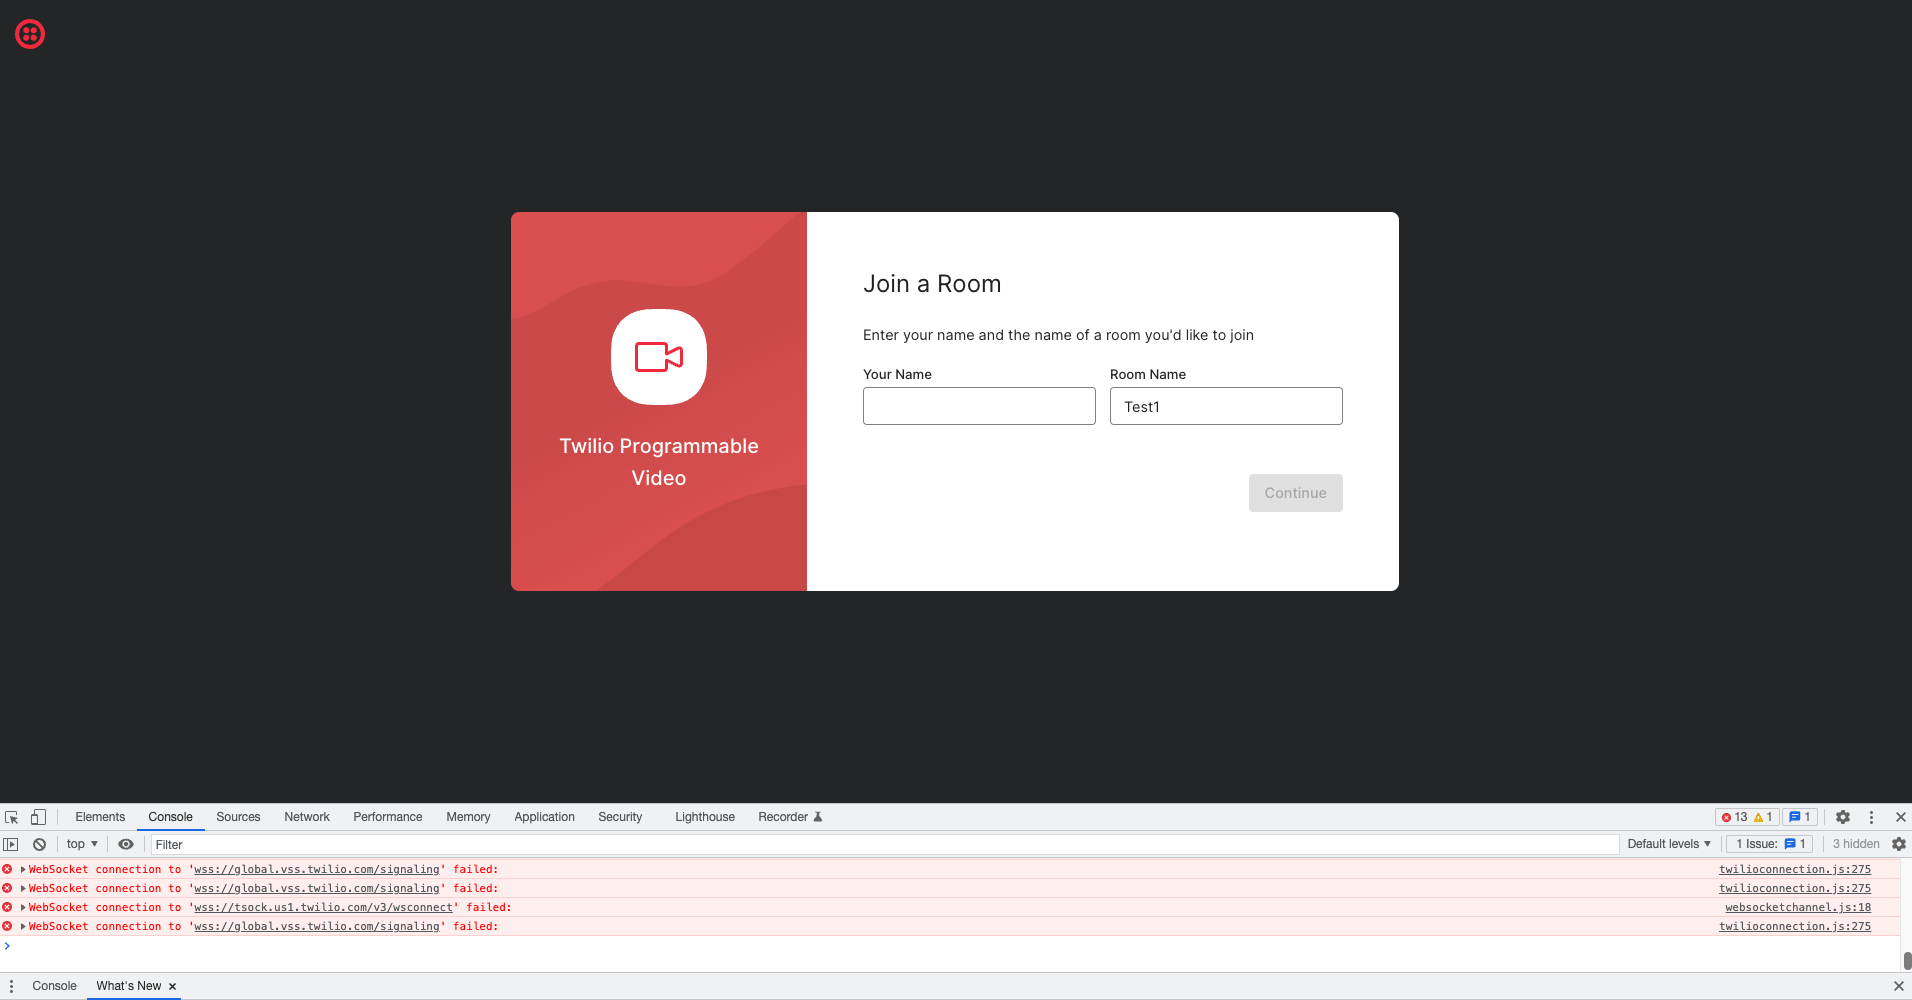 Join a Room
Enter your name and the name of a room you'd like to join
Your Name
Room Name
Test1
Twilio Programmable
Video
Continue
Elements Console Sources Network Performance Memory Application Security Lighthouse Recorder 13 1 1
top Filter Default levels 1 Issue: 1 3 hidden
WebSocket connection to 'wss://global.vss.twilio.com/signaling' failed: twilioconnection.js:275
WebSocket connection to 'wss://global.vss.twilio.com/signaling' failed: twilioconnection.js:275
WebSocket connection to 'wss://tsock.us1.twilio.com/v3/wsconnect' failed: websocketchannel.js:18
WebSocket connection to 'wss://global.vss.twilio.com/signaling' failed: twilioconnection.js:275
Console What's New